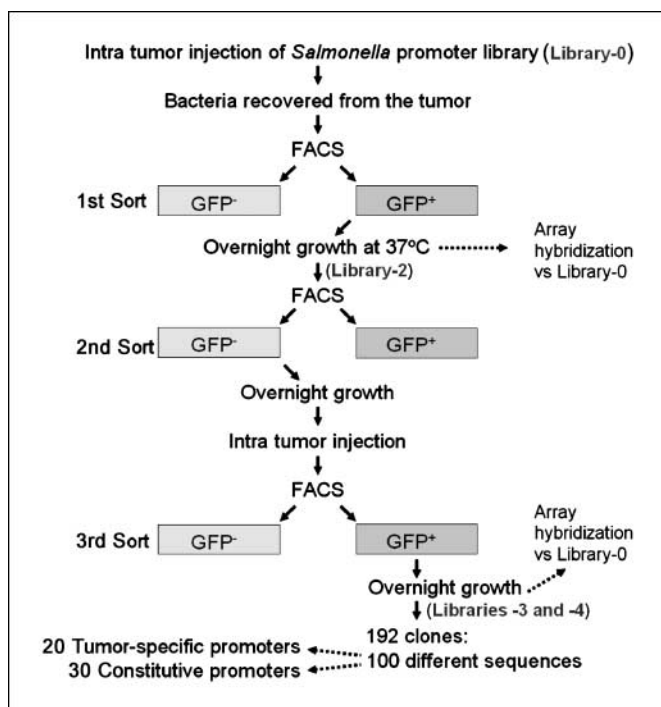 Intra tumor injection of Salmonella promoter library (Library-0)
Bacteria recovered from the tumor
FACS
1st Sort
GFP-
GFP+
Overnight growth at 37ºC
(Library-2)
Array
hybridization
vs Library-0
FACS
2nd Sort
GFP-
GFP+
Overnight growth
Intra tumor injection
FACS
3rd Sort
GFP-
GFP+
Array
hybridization
vs Library-0
Overnight growth
(Libraries -3 and -4)
192 clones:
100 different sequences
20 Tumor-specific promoters
30 Constitutive promoters